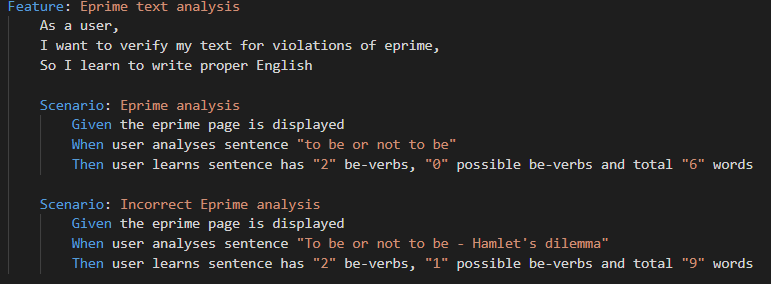 Feature: Eprime text analysis
As a user,
I want to verify my text for violations of eprime,
So I learn to write proper English
Scenario: Eprime analysis
Given the eprime page is displayed
When user analyses sentence "to be or not to be"
Then user learns sentence has "2" be-verbs, "0" possible be-verbs and total "6" words
Scenario: Incorrect Eprime analysis
Given the eprime page is displayed
When user analyses sentence "To be or not to be - Hamlet's dilemma"
Then user learns sentence has "2" be-verbs, "1" possible be-verbs and total "9" words